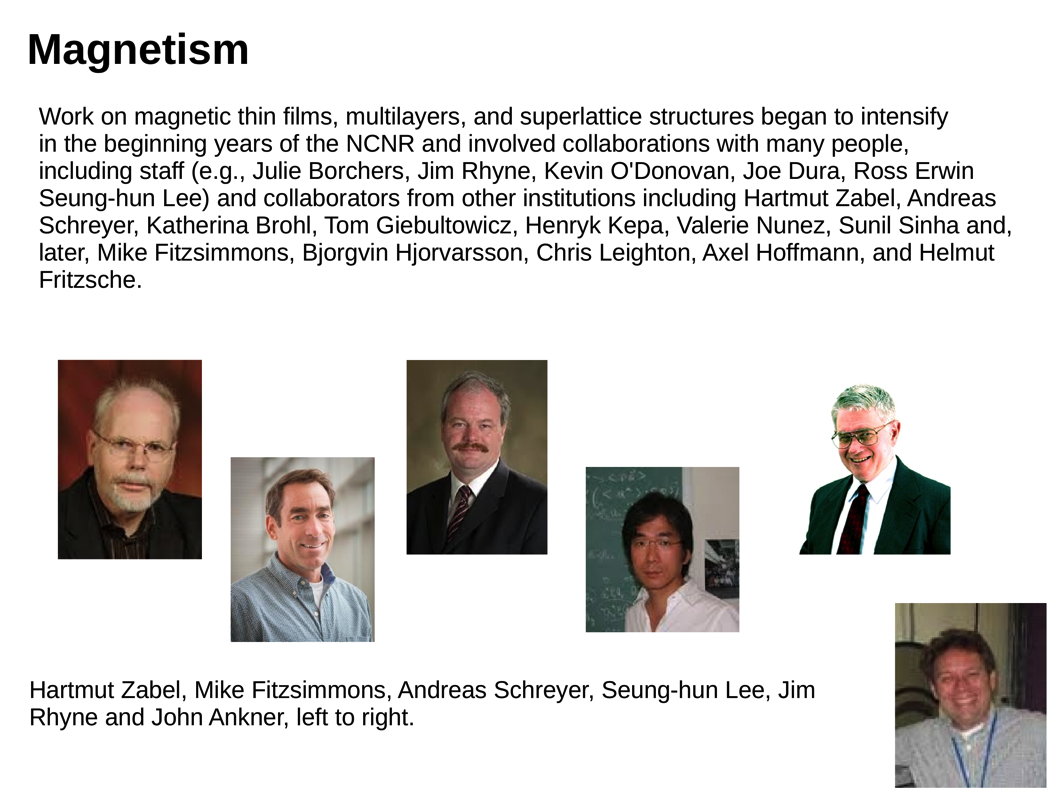 Magnetism
Work on magnetic thin films, multilayers, and superlattice structures began to intensify
in the beginning years of the NCNR and involved collaborations with many people,
including staff (e.g., Julie Borchers, Jim Rhyne, Kevin O'Donovan, Joe Dura, Ross Erwin
Seung-hun Lee) and collaborators from other institutions including Hartmut Zabel, Andreas
Schreyer, Katherina Brohl, Tom Giebultowicz, Henryk Kepa, Valerie Nunez, Sunil Sinha and,
later, Mike Fitzsimmons, Bjorgvin Hjorvarsson, Chris Leighton, Axel Hoffmann, and Helmut
Fritzsche.
Hartmut Zabel, Mike Fitzsimmons, Andreas Schreyer, Seung-hun Lee, Jim
Rhyne and John Ankner, left to right.